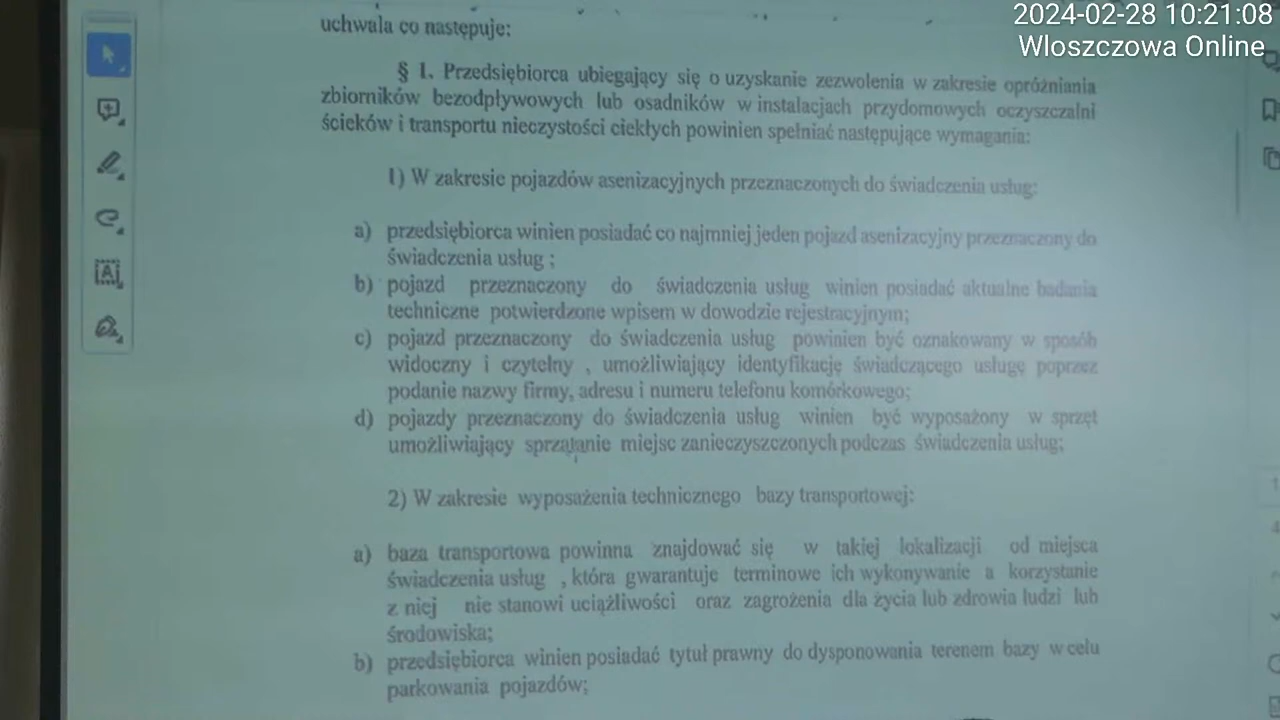 2024-02-28 10:21:08
Wloszczowa Online
uchwala co następuje:
§ 1. Przedsiębiorca ubiegający się o uzyskanie zezwolenia w zakresie opróżniania
zbiorników bezodpływowych lub osadników w instalacjach przydomowych oczyszczalni
ścieków i transportu nieczystości ciekłych powinien spełniać następujące wymagania:
1) W zakresie pojazdów asenizacyjnych przeznaczonych do świadczenia usług:
a) przedsiębiorca winien posiadać co najmniej jeden pojazd asenizacyjny przeznaczony do
świadczenia usług ;
b) pojazd przeznaczony do świadczenia usług winien posiadać aktualne badania
techniczne potwierdzone wpisem w dowodzie rejestracyjnym;
c) pojazd przeznaczony do świadczenia usług powinien być oznakowany w sposób
widoczny i czytelny , umożliwiający identyfikację świadczącego usługę poprzez
podanie nazwy firmy, adresu i numeru telefonu komórkowego;
d) pojazdy przeznaczony do świadczenia usług winien być wyposażony w sprzęt
umożliwiający sprzątanie miejsc zanieczyszczonych podczas świadczenia usług;
2) W zakresie wyposażenia technicznego bazy transportowej:
a) baza transportowa powinna znajdować się w takiej lokalizacji od miejsca
świadczenia usług , która gwarantuje terminowe ich wykonywanie a korzystanie
z niej nie stanowi uciążliwości oraz zagrożenia dla życia lub zdrowia ludzi lub
środowiska;
b) przedsiębiorca winien posiadać tytuł prawny do dysponowania terenem bazy w celu
parkowania pojazdów;